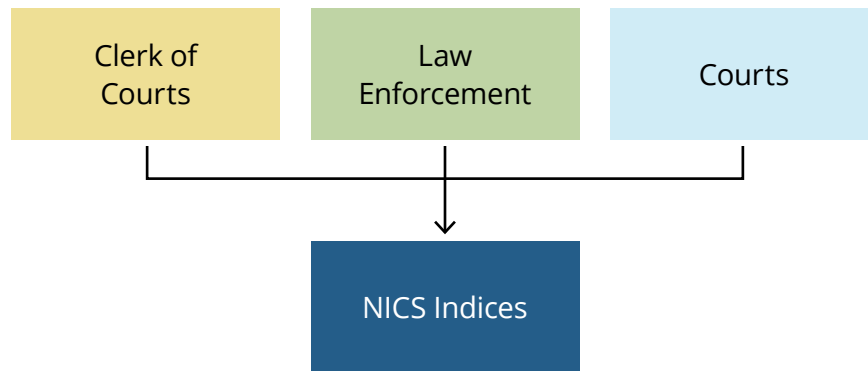 Clerk of
Courts
Law
Enforcement
Courts
NICS Indices